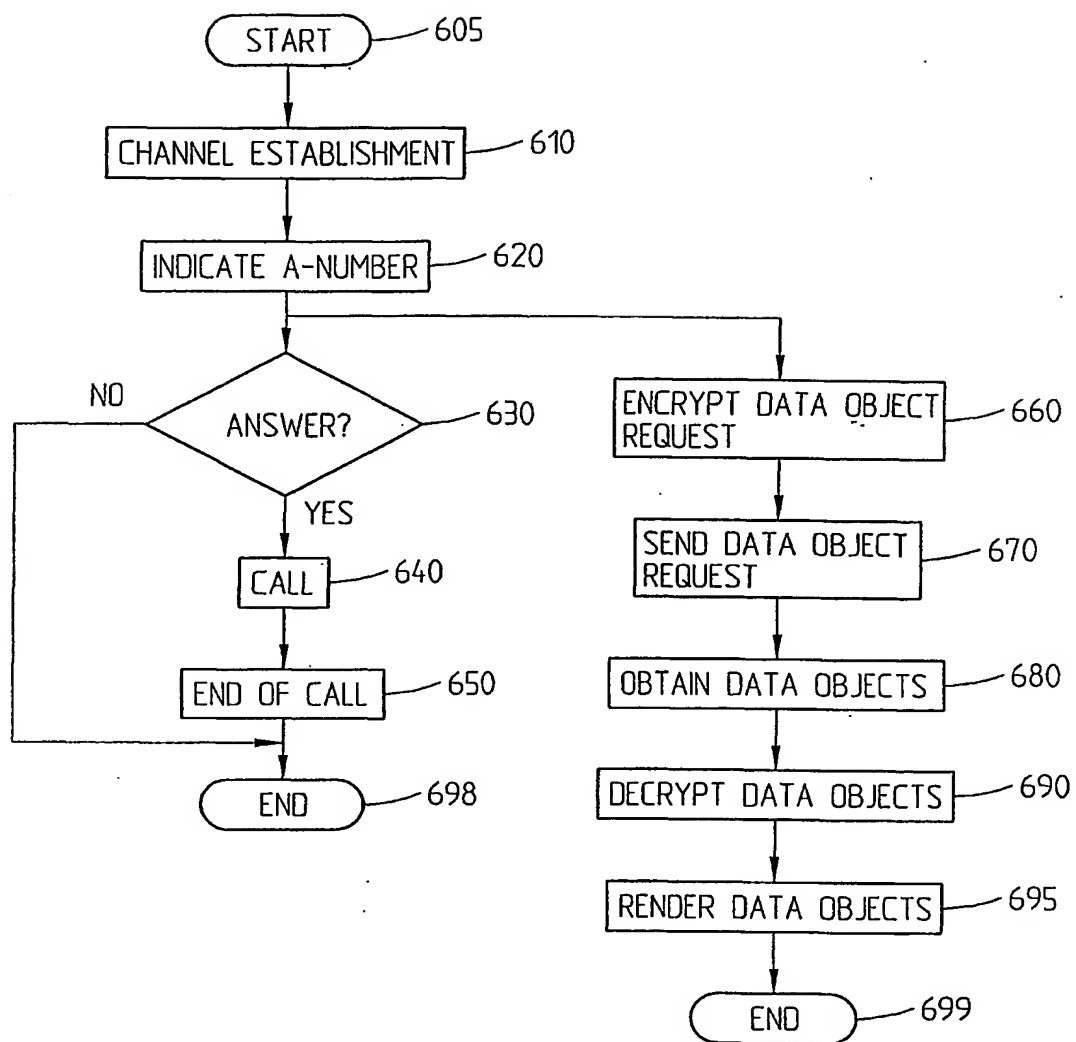 START
605
CHANNEL ESTABLISHMENT
610
INDICATE A-NUMBER
620
NO
ANSWER?
630
YES
CALL
640
END OF CALL
650
END
698
ENCRYPT DATA OBJECT
REQUEST
660
SEND DATA OBJECT
REQUEST
670
OBTAIN DATA OBJECTS
680
DECRYPT DATA OBJECTS
690
RENDER DATA OBJECTS
695
END
699